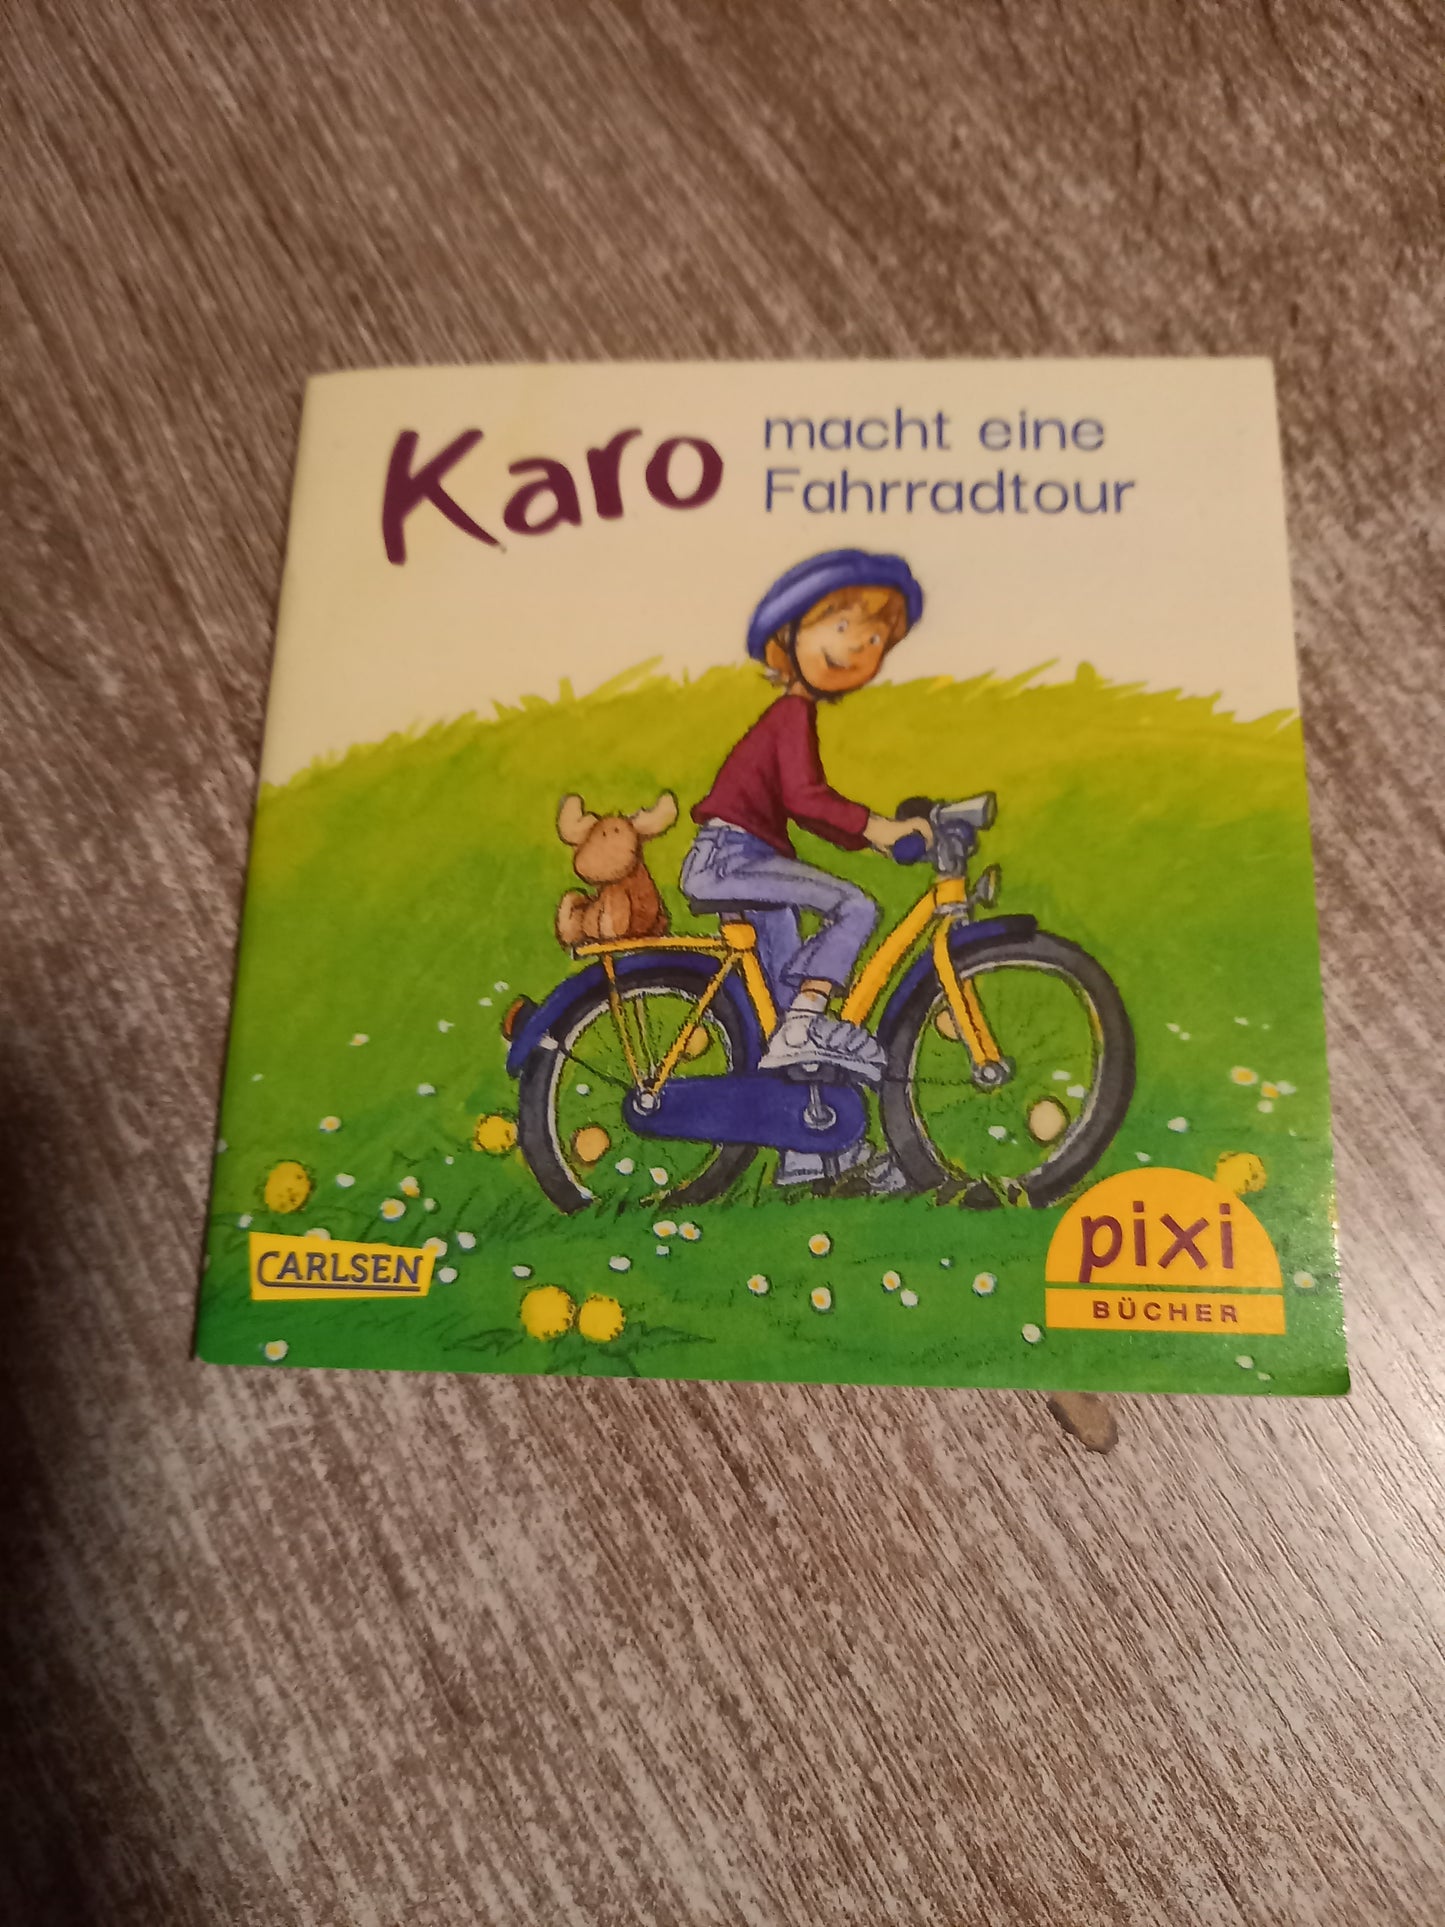 Karo
macht eine
Fahrradtour
CARLSEN
pixi
BÜCHER